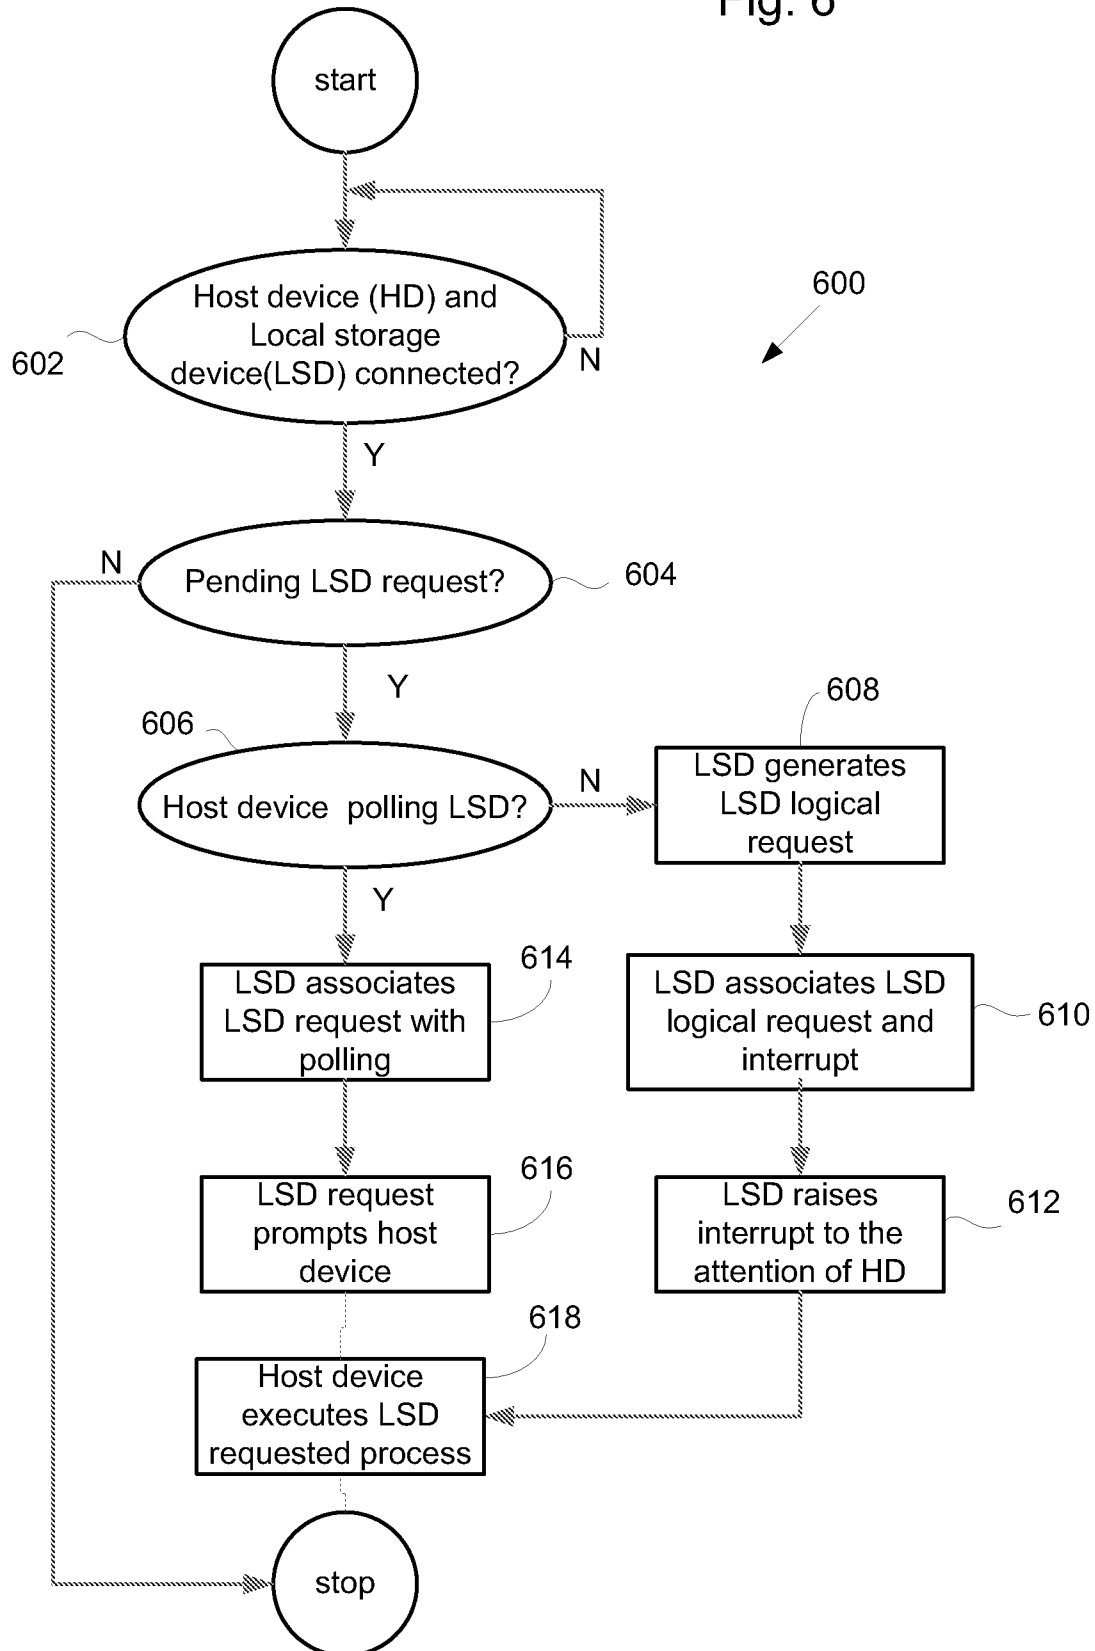 Fig. 6
start
Host device (HD) and
Local storage
device(LSD) connected?
602
N
600
Y
N
Pending LSD request?
604
Y
606
Host device polling LSD?
N
608
LSD generates
LSD logical
request
Y
614
LSD associates
LSD request with
polling
LSD associates LSD
logical request and
interrupt
610
616
LSD request
prompts host
device
LSD raises
interrupt to the
attention of HD
612
618
Host device
executes LSD
requested process
stop